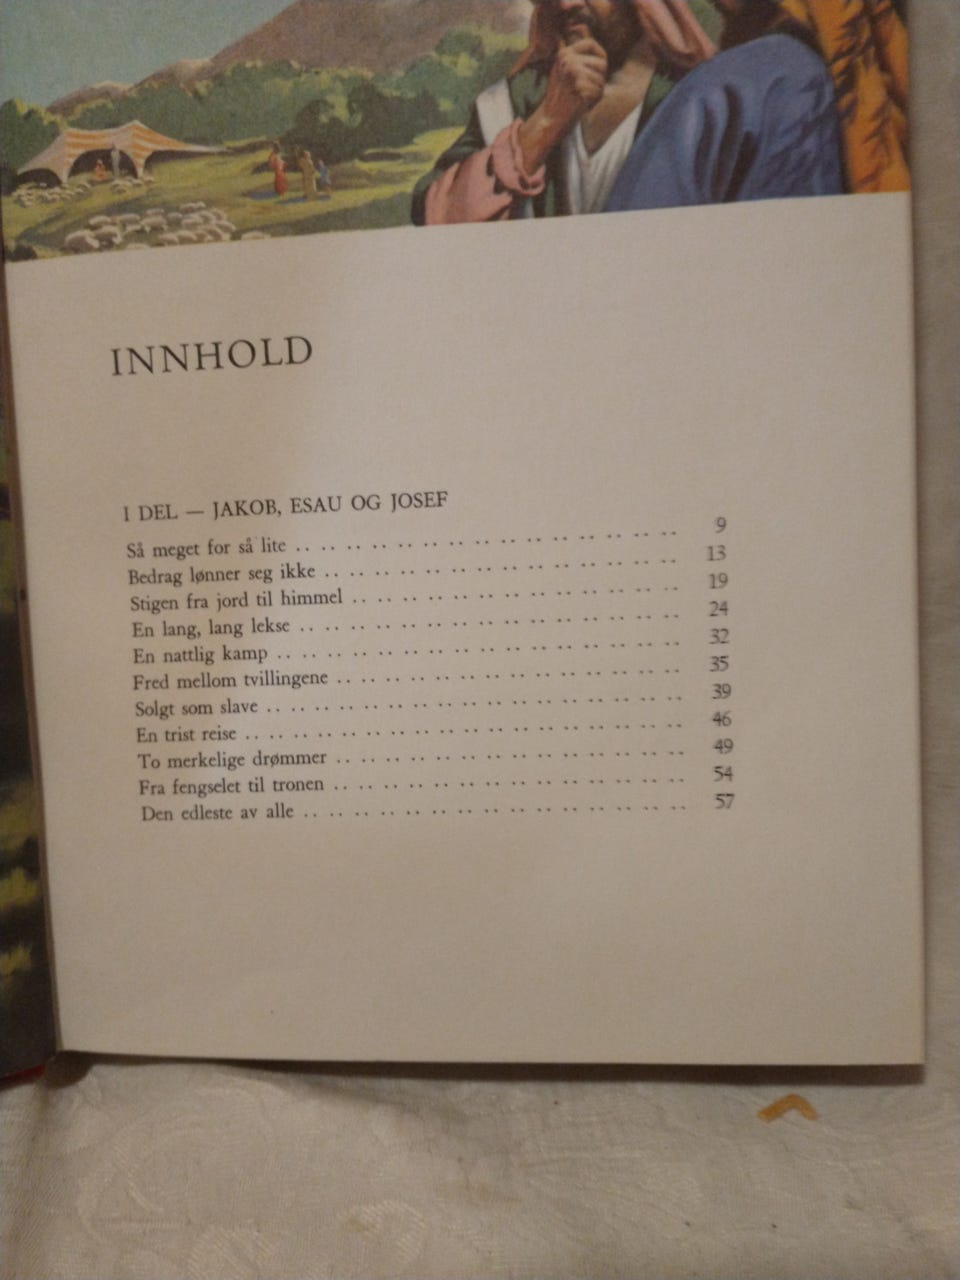 INNHOLD
I DEL — JAKOB, ESAU OG JOSEF
Så meget for så lite .. .. .. .. .. .. .. .. .. .. .. .. .. .. .. 9
Bedrag lønner seg ikke .. .. .. .. .. .. .. .. .. .. .. .. .. .. 13
Stigen fra jord til himmel .. .. .. .. .. .. .. .. .. .. .. .. .. 19
En lang, lang lekse .. .. .. .. .. .. .. .. .. .. .. .. .. .. .. 24
En nattlig kamp .. .. .. .. .. .. .. .. .. .. .. .. .. .. .. .. 32
Fred mellom tvillingene .. .. .. .. .. .. .. .. .. .. .. .. .. .. 35
Solgt som slave .. .. .. .. .. .. .. .. .. .. .. .. .. .. .. .. .. 39
En trist reise .. .. .. .. .. .. .. .. .. .. .. .. .. .. .. .. .. 46
To merkelige drømmer .. .. .. .. .. .. .. .. .. .. .. .. .. .. 49
Fra fengselet til tronen .. .. .. .. .. .. .. .. .. .. .. .. .. .. 54
Den edleste av alle .. .. .. .. .. .. .. .. .. .. .. .. .. .. .. 57